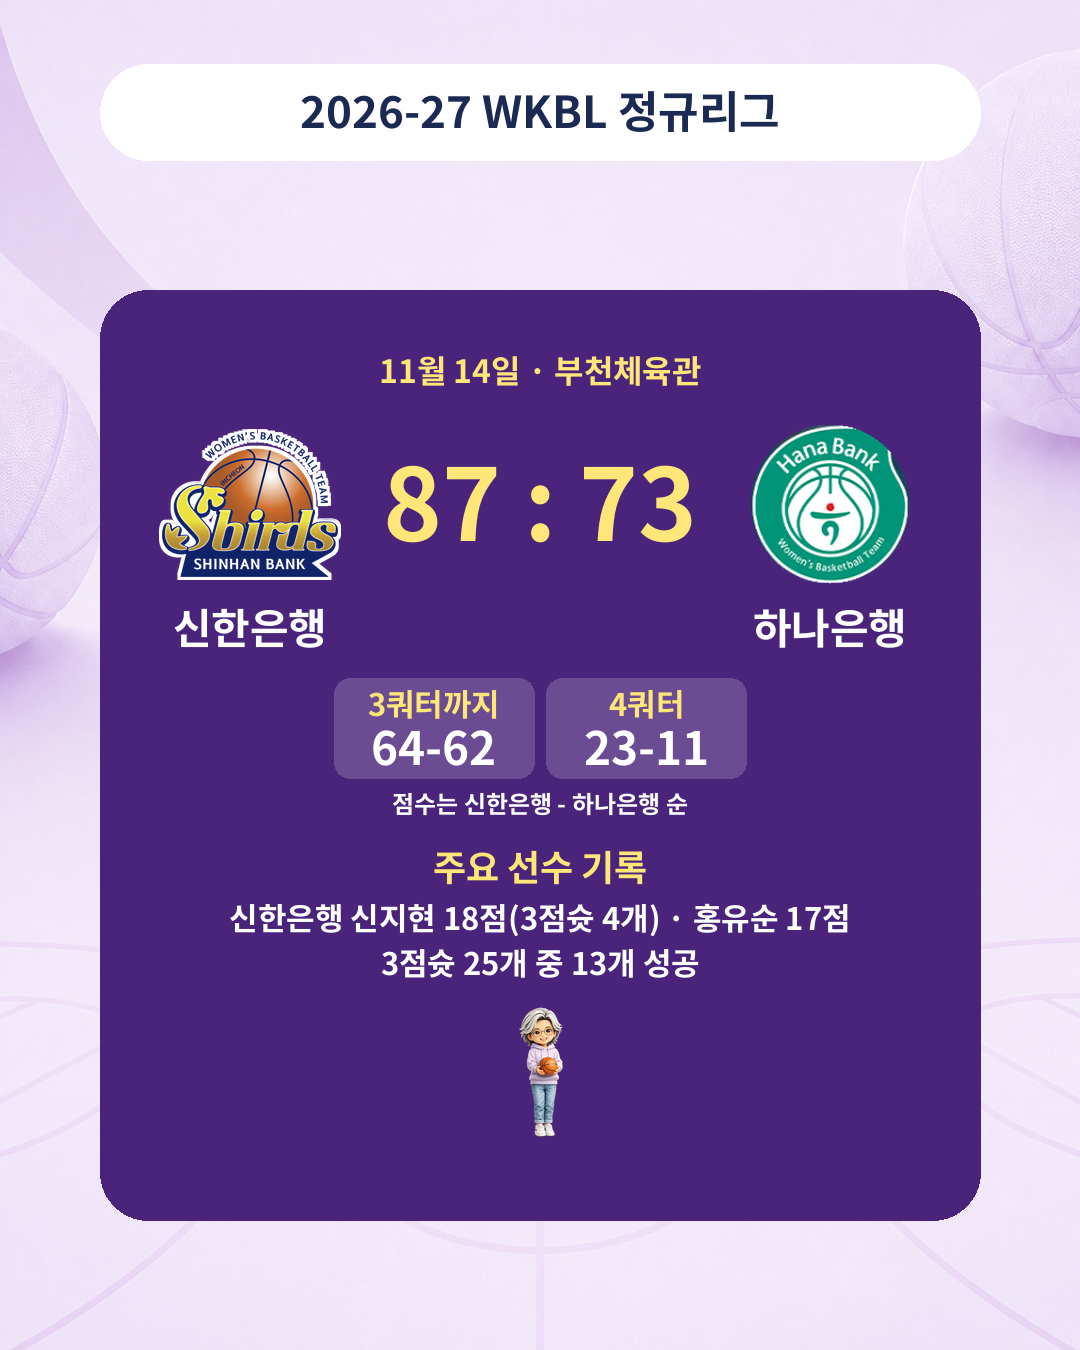 2026-27 WKBL 정규리그
11월 14일 · 부천체육관
WOMEN'S BASKETBALL TEAM
INCHEON
Sbirds
SHINHAN BANK
87 : 73
Hana Bank
Women's Basketball Team
신한은행
하나은행
3쿼터까지
64-62
4쿼터
23-11
점수는 신한은행 - 하나은행 순
주요 선수 기록
신한은행 신지현 18점(3점슛 4개) · 홍유순 17점
3점슛 25개 중 13개 성공